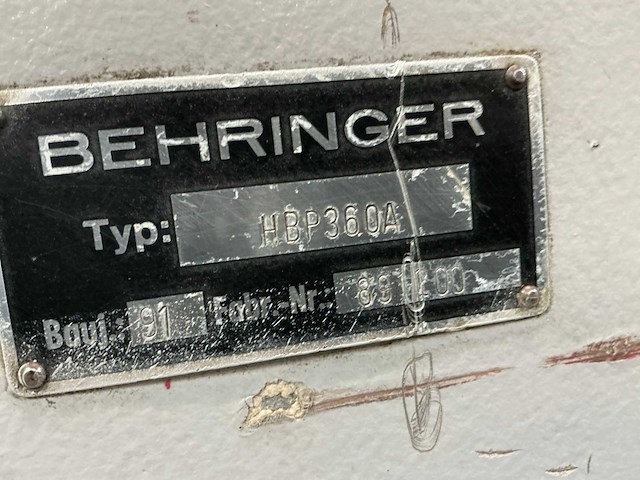 BEHRINGER
Typ: HBP360A
Bauj.: 91 Fabr.-Nr.: